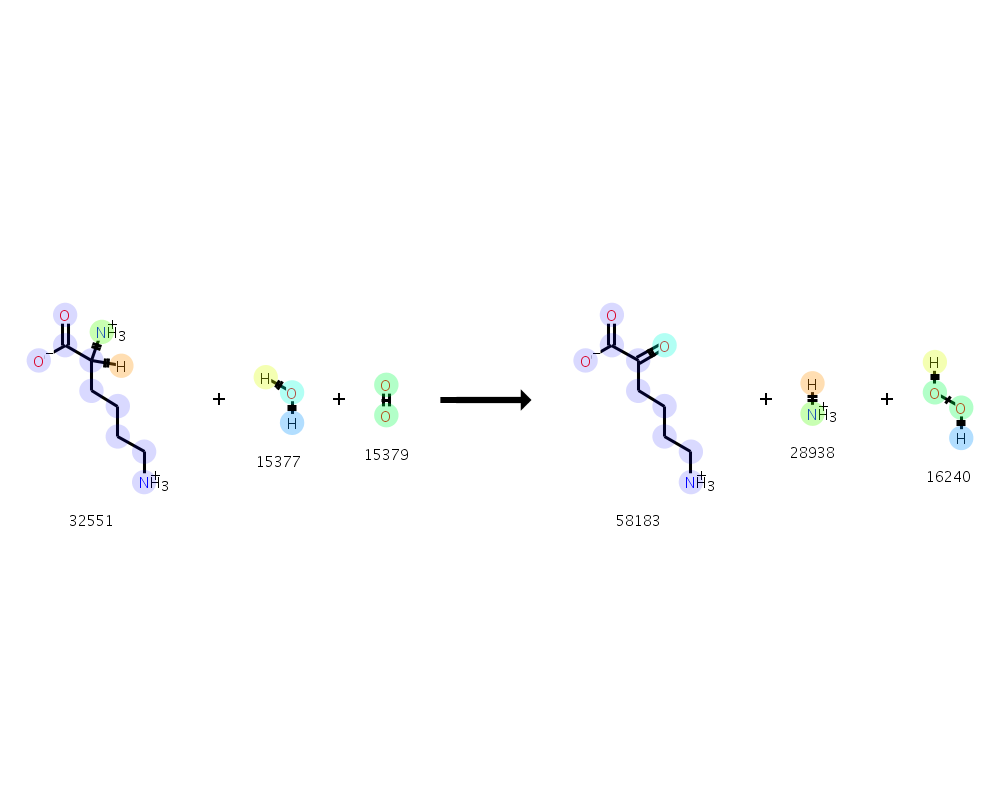 O
NH3
+
O
−
H
NH3
+
32551
+
H
O
H
15377
+
O
O
15379
O
O
O
−
NH3
+
58183
+
H
NH3
+
28938
+
H
O
O
H
16240